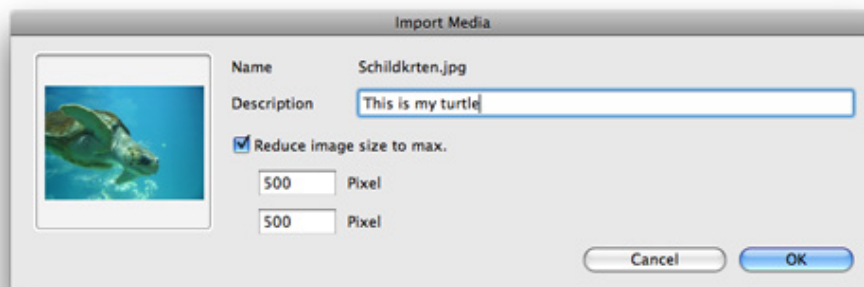 Import Media
Name Schildkrten.jpg
Description This is my turtle
Reduce image size to max.
500 Pixel
500 Pixel
Cancel OK